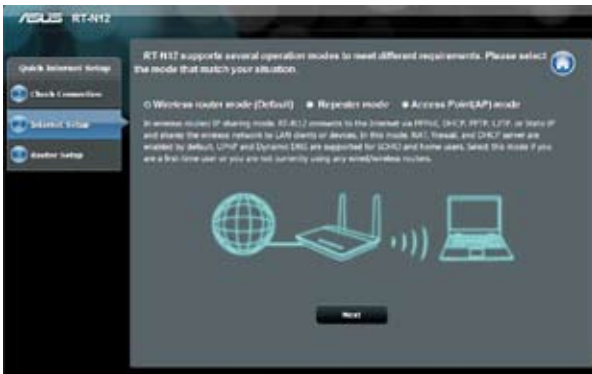 ASUS RT-N12
Quick Internet Setup
Check Connection
Internet Setup
Router Setup
RT-N12 supports several operation modes to meet different requirements. Please select
the mode that match your situation.
Wireless router mode (Default) Repeater mode Access Point(AP) mode
In wireless router/ IP sharing mode, RT-N12 connects to the Internet via PPPoE, DHCP, PPTP, L2TP, or Static IP
and shares the wireless network to LAN clients or devices. In this mode, NAT, firewall, and DHCP server are
enabled by default. UPnP and Dynamic DNS are supported for SOHO and home users. Select this mode if you
are a first-time user or you are not currently using any wired/wireless routers.
Next